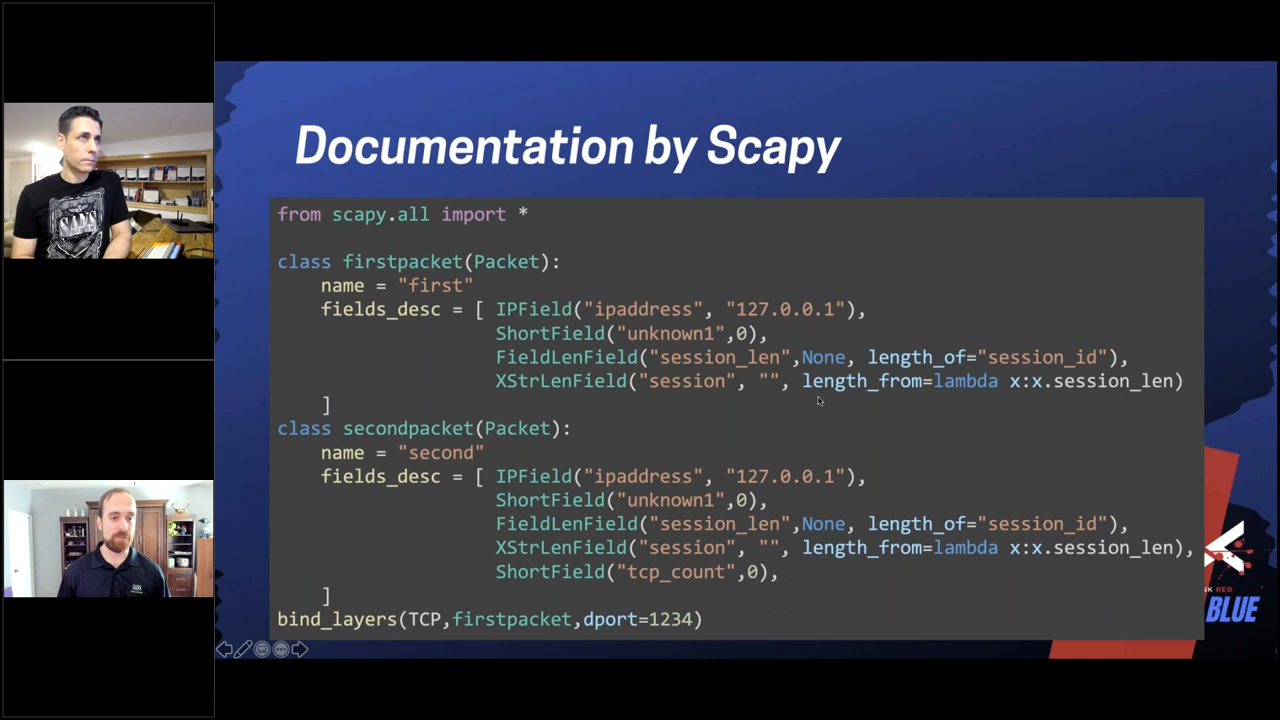 Documentation by Scapy
from scapy.all import *
class firstpacket(Packet):
    name = "first"
    fields_desc = [ IPField("ipaddress", "127.0.0.1"),
                    ShortField("unknown1",0),
                    FieldLenField("session_len",None, length_of="session_id"),
                    XStrLenField("session", "", length_from=lambda x:x.session_len)
    ]
class secondpacket(Packet):
    name = "second"
    fields_desc = [ IPField("ipaddress", "127.0.0.1"),
                    ShortField("unknown1",0),
                    FieldLenField("session_len",None, length_of="session_id"),
                    XStrLenField("session", "", length_from=lambda x:x.session_len),
                    ShortField("tcp_count",0),
    ]
bind_layers(TCP,firstpacket,dport=1234)
RED
BLUE